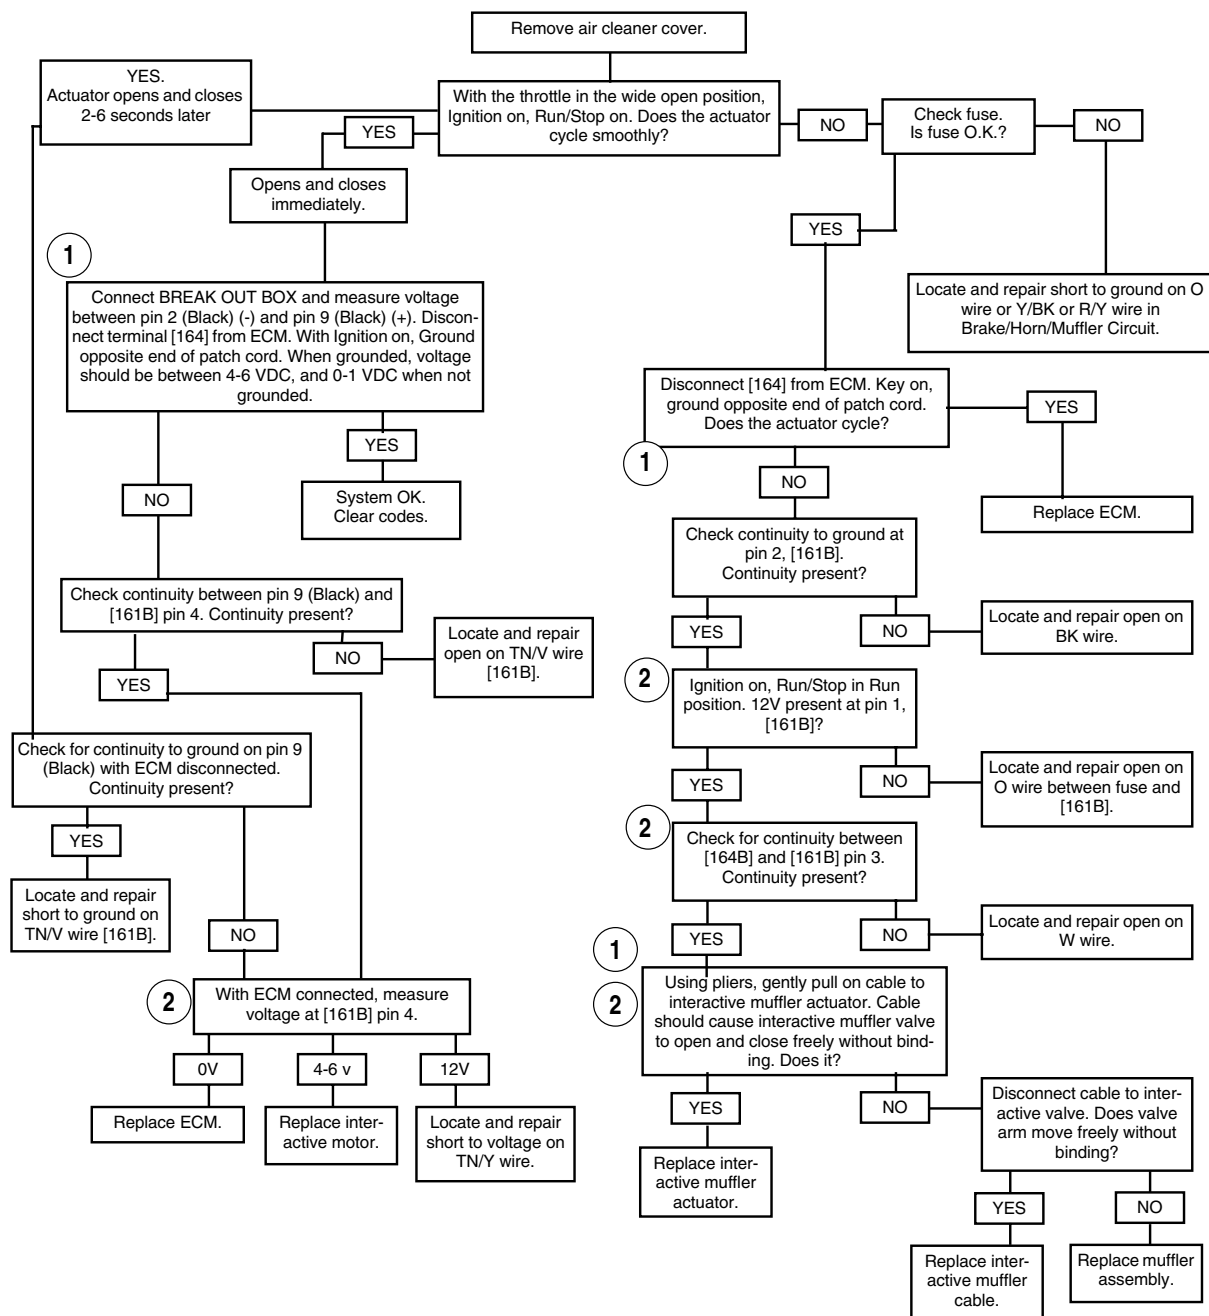 Remove air cleaner cover.
YES.
Actuator opens and closes
2-6 seconds later
With the throttle in the wide open position,
Ignition on, Run/Stop on. Does the actuator
cycle smoothly?
YES
NO
Check fuse.
Is fuse O.K.?
NO
Opens and closes
immediately.
YES
Locate and repair short to ground on O
wire or Y/BK or R/Y wire in
Brake/Horn/Muffler Circuit.
1
Connect BREAK OUT BOX and measure voltage
between pin 2 (Black) (-) and pin 9 (Black) (+). Discon-
nect terminal [164] from ECM. With Ignition on, Ground
opposite end of patch cord. When grounded, voltage
should be between 4-6 VDC, and 0-1 VDC when not
grounded.
YES
NO
System OK.
Clear codes.
Check continuity between pin 9 (Black) and
[161B] pin 4. Continuity present?
YES
NO
Locate and repair
open on TN/V wire
[161B].
Check for continuity to ground on pin 9
(Black) with ECM disconnected.
Continuity present?
YES
NO
Locate and repair
short to ground on
TN/V wire [161B].
2
With ECM connected, measure
voltage at [161B] pin 4.
0V
4-6 v
12V
Replace ECM.
Replace inter-
active motor.
Locate and repair
short to voltage on
TN/Y wire.
Disconnect [164] from ECM. Key on,
ground opposite end of patch cord.
Does the actuator cycle?
1
YES
NO
Replace ECM.
Check continuity to ground at
pin 2, [161B].
Continuity present?
YES
NO
Locate and repair open on
BK wire.
2
Ignition on, Run/Stop in Run
position. 12V present at pin 1,
[161B]?
YES
NO
Locate and repair open on
O wire between fuse and
[161B].
2
Check for continuity between
[164B] and [161B] pin 3.
Continuity present?
YES
NO
Locate and repair open on
W wire.
1
2
Using pliers, gently pull on cable to
interactive muffler actuator. Cable
should cause interactive muffler valve
to open and close freely without bind-
ing. Does it?
YES
NO
Replace inter-
active muffler
actuator.
Disconnect cable to inter-
active valve. Does valve
arm move freely without
binding?
YES
NO
Replace inter-
active muffler
cable.
Replace muffler
assembly.